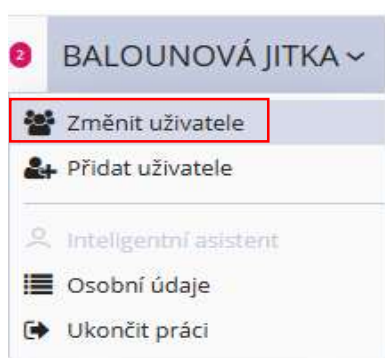 2 BALOUNOVÁ JITKA
Změnit uživatele
Přidat uživatele
Inteligentní asistent
Osobní údaje
Ukončit práci